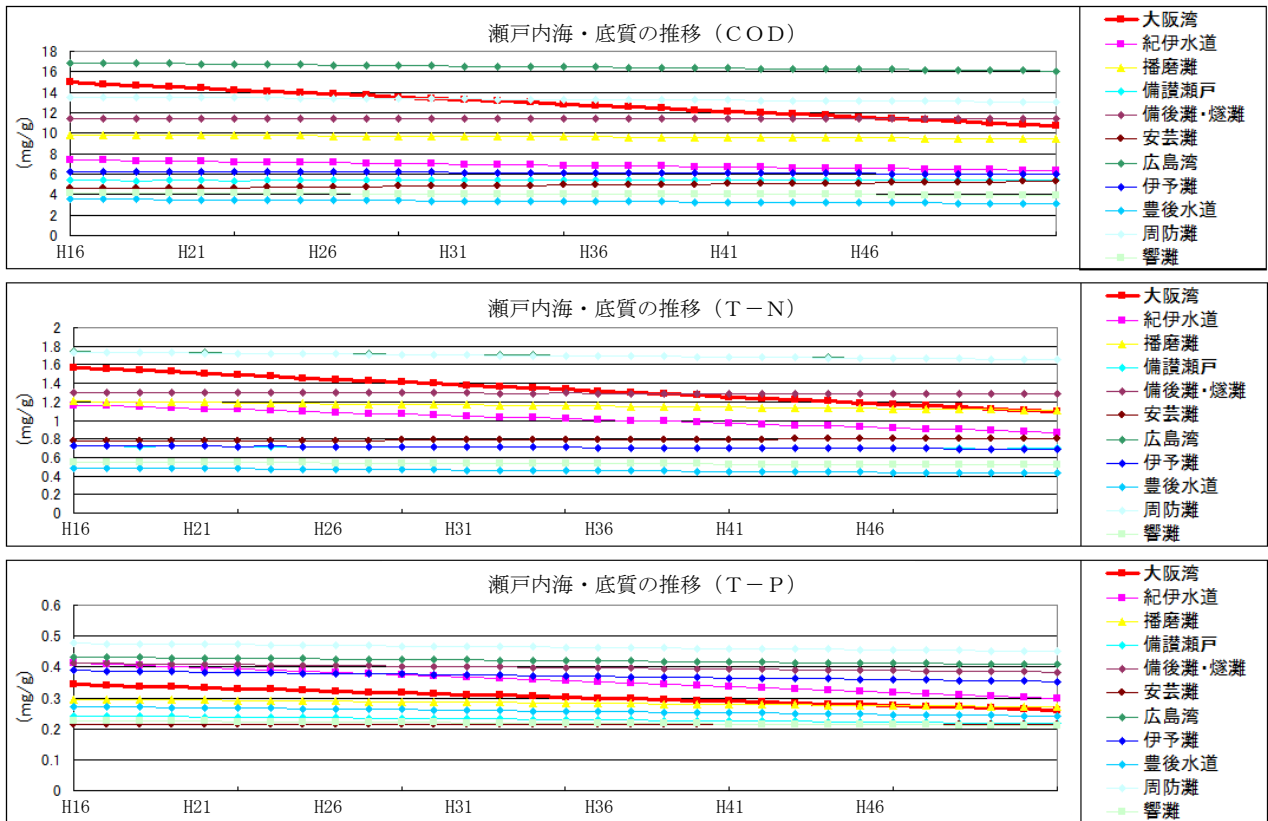 瀬戸内海・底質の推移（ＣＯＤ）
(mg/g)
18
16
14
12
10
8
6
4
2
0
H16 H21 H26 H31 H36 H41 H46
大阪湾
紀伊水道
播磨灘
備讃瀬戸
備後灘・燧灘
安芸灘
広島湾
伊予灘
豊後水道
周防灘
響灘
瀬戸内海・底質の推移（Ｔ－Ｎ）
(mg/g)
2
1.8
1.6
1.4
1.2
1
0.8
0.6
0.4
0.2
0
H16 H21 H26 H31 H36 H41 H46
大阪湾
紀伊水道
播磨灘
備讃瀬戸
備後灘・燧灘
安芸灘
広島湾
伊予灘
豊後水道
周防灘
響灘
瀬戸内海・底質の推移（Ｔ－Ｐ）
(mg/g)
0.6
0.5
0.4
0.3
0.2
0.1
0
H16 H21 H26 H31 H36 H41 H46
大阪湾
紀伊水道
播磨灘
備讃瀬戸
備後灘・燧灘
安芸灘
広島湾
伊予灘
豊後水道
周防灘
響灘